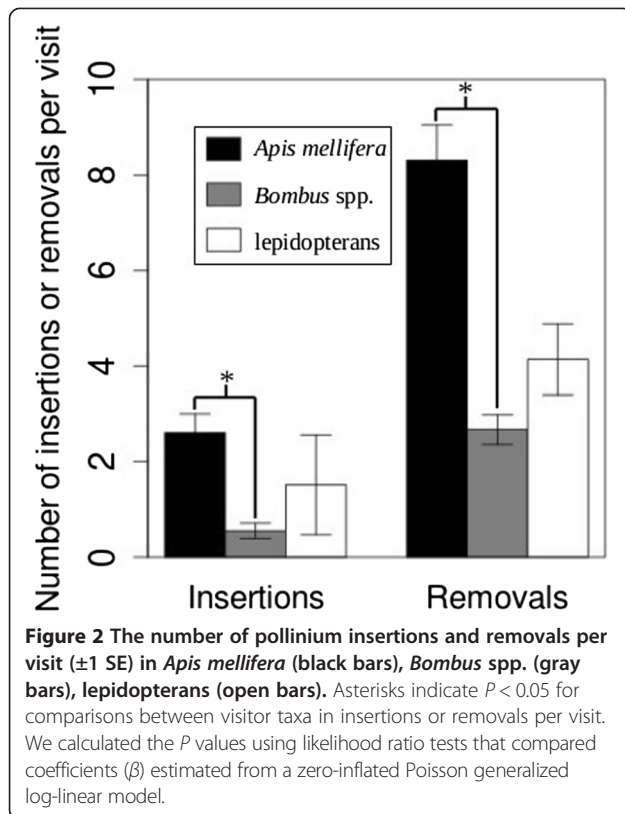 Number of insertions or removals per visit
10
8
6
4
2
0
Apis mellifera
Bombus spp.
lepidopterans
*
*
Insertions
Removals
Figure 2 The number of pollinium insertions and removals per
visit (±1 SE) in Apis mellifera (black bars), Bombus spp. (gray
bars), lepidopterans (open bars). Asterisks indicate P < 0.05 for
comparisons between visitor taxa in insertions or removals per visit.
We calculated the P values using likelihood ratio tests that compared
coefficients (β) estimated from a zero-inflated Poisson generalized
log-linear model.